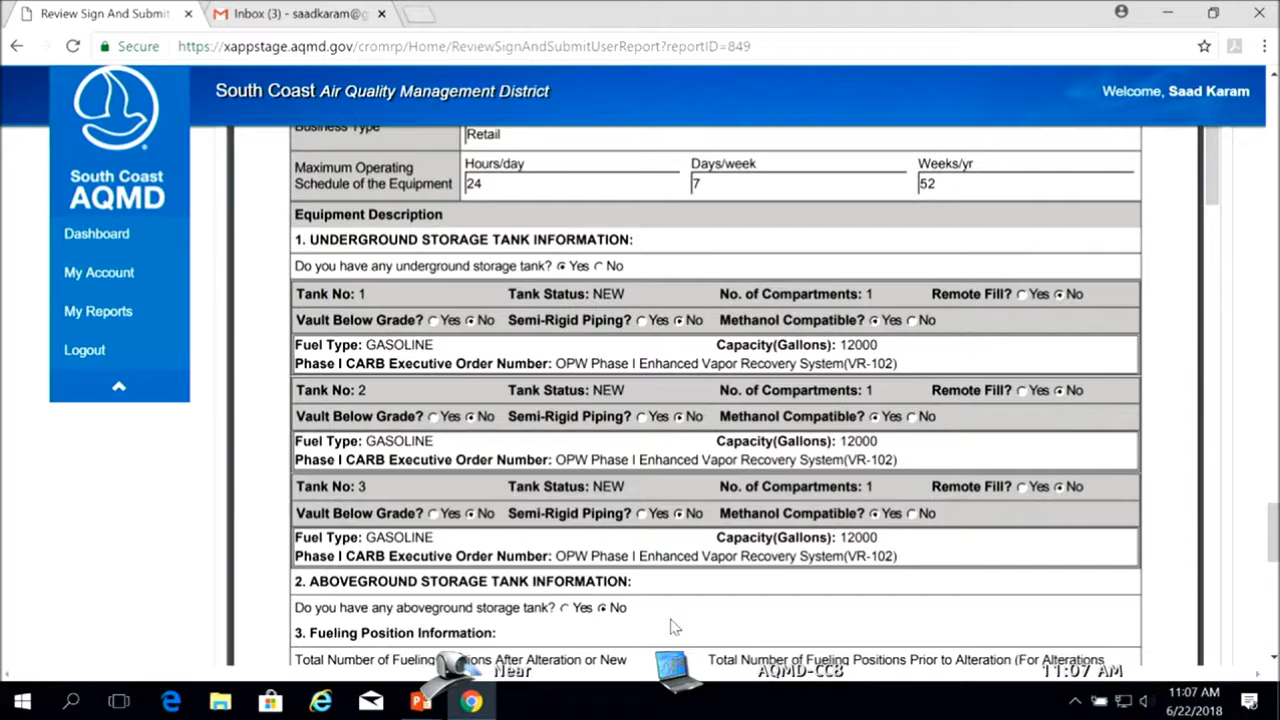 Review Sign And Submit
Inbox (3) - saadkaram@g
Secure https://xappstage.aqmd.gov/cromrp/Home/ReviewSignAndSubmitUserReport?reportID=849
South Coast
AQMD
Dashboard
My Account
My Reports
Logout
South Coast Air Quality Management District
Welcome, Saad Karam
Business Type
Retail
Maximum Operating
Schedule of the Equipment
Hours/day Days/week Weeks/yr
24 7 52
Equipment Description
1. UNDERGROUND STORAGE TANK INFORMATION:
Do you have any underground storage tank? Yes No
Tank No: 1 Tank Status: NEW No. of Compartments: 1 Remote Fill? Yes No
Vault Below Grade? Yes No Semi-Rigid Piping? Yes No Methanol Compatible? Yes No
Fuel Type: GASOLINE Capacity(Gallons): 12000
Phase I CARB Executive Order Number: OPW Phase I Enhanced Vapor Recovery System(VR-102)
Tank No: 2 Tank Status: NEW No. of Compartments: 1 Remote Fill? Yes No
Vault Below Grade? Yes No Semi-Rigid Piping? Yes No Methanol Compatible? Yes No
Fuel Type: GASOLINE Capacity(Gallons): 12000
Phase I CARB Executive Order Number: OPW Phase I Enhanced Vapor Recovery System(VR-102)
Tank No: 3 Tank Status: NEW No. of Compartments: 1 Remote Fill? Yes No
Vault Below Grade? Yes No Semi-Rigid Piping? Yes No Methanol Compatible? Yes No
Fuel Type: GASOLINE Capacity(Gallons): 12000
Phase I CARB Executive Order Number: OPW Phase I Enhanced Vapor Recovery System(VR-102)
2. ABOVEGROUND STORAGE TANK INFORMATION:
Do you have any aboveground storage tank? Yes No
3. Fueling Position Information:
Total Number of Fueling Positions After Alteration or New Total Number of Fueling Positions Prior to Alteration (For Alterations
Near AQMD-CC8 11:07 AM
11:07 AM
6/22/2018